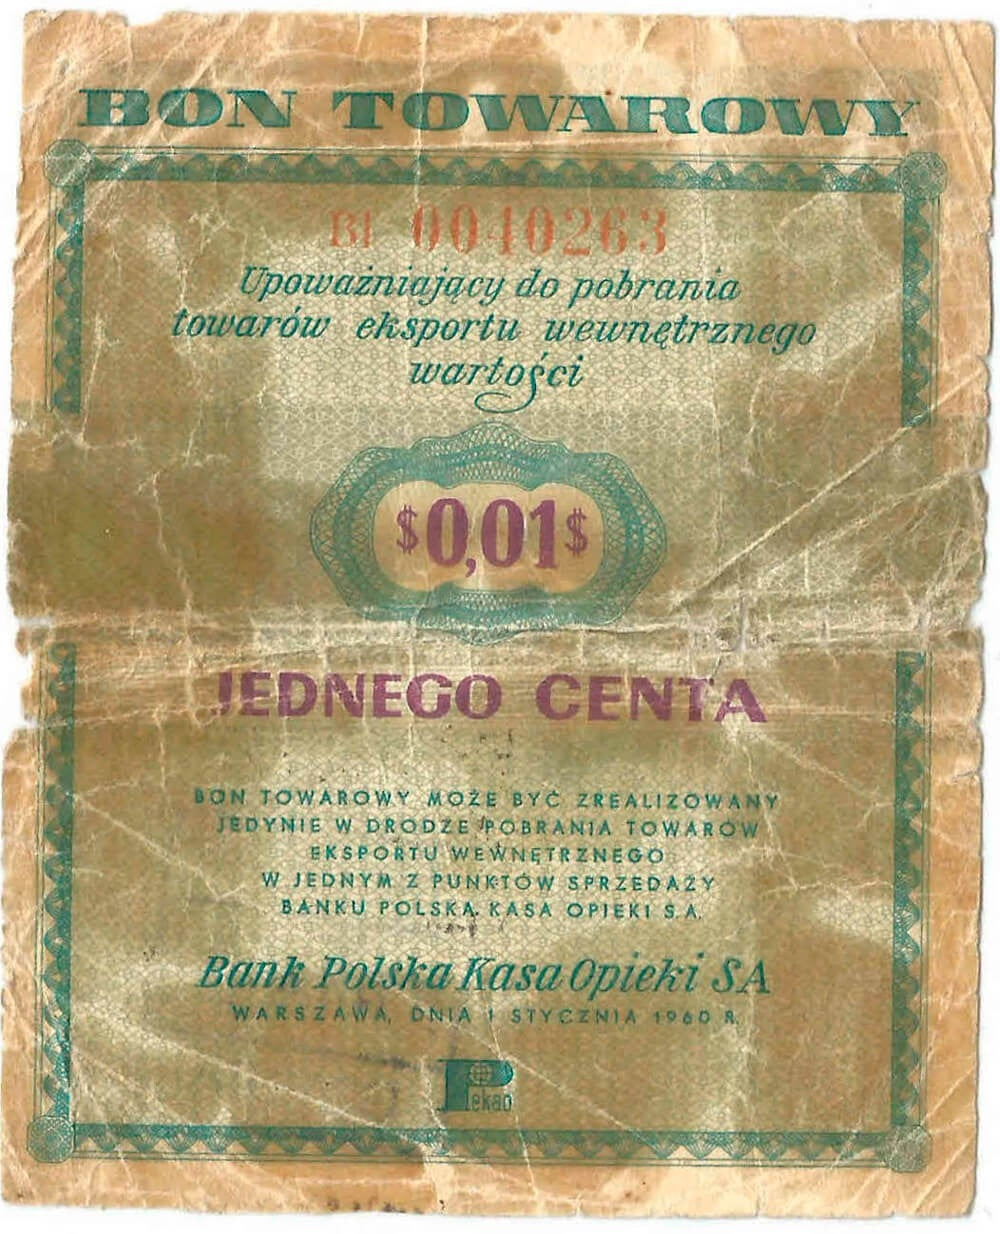 BON TOWAROWY
BI 0040263
Upoważniający do pobrania
towarów eksportu wewnętrznego
wartości
$0,01$
JEDNEGO CENTA
BON TOWAROWY MOŻE BYĆ ZREALIZOWANY
JEDYNIE W DRODZE POBRANIA TOWARÓW
EKSPORTU WEWNĘTRZNEGO
W JEDNYM Z PUNKTÓW SPRZEDAŻY
BANKU POLSKA KASA OPIEKI S.A.
Bank Polska Kasa Opieki SA
WARSZAWA, DNIA 1 STYCZNIA 1960 R.
Pekao